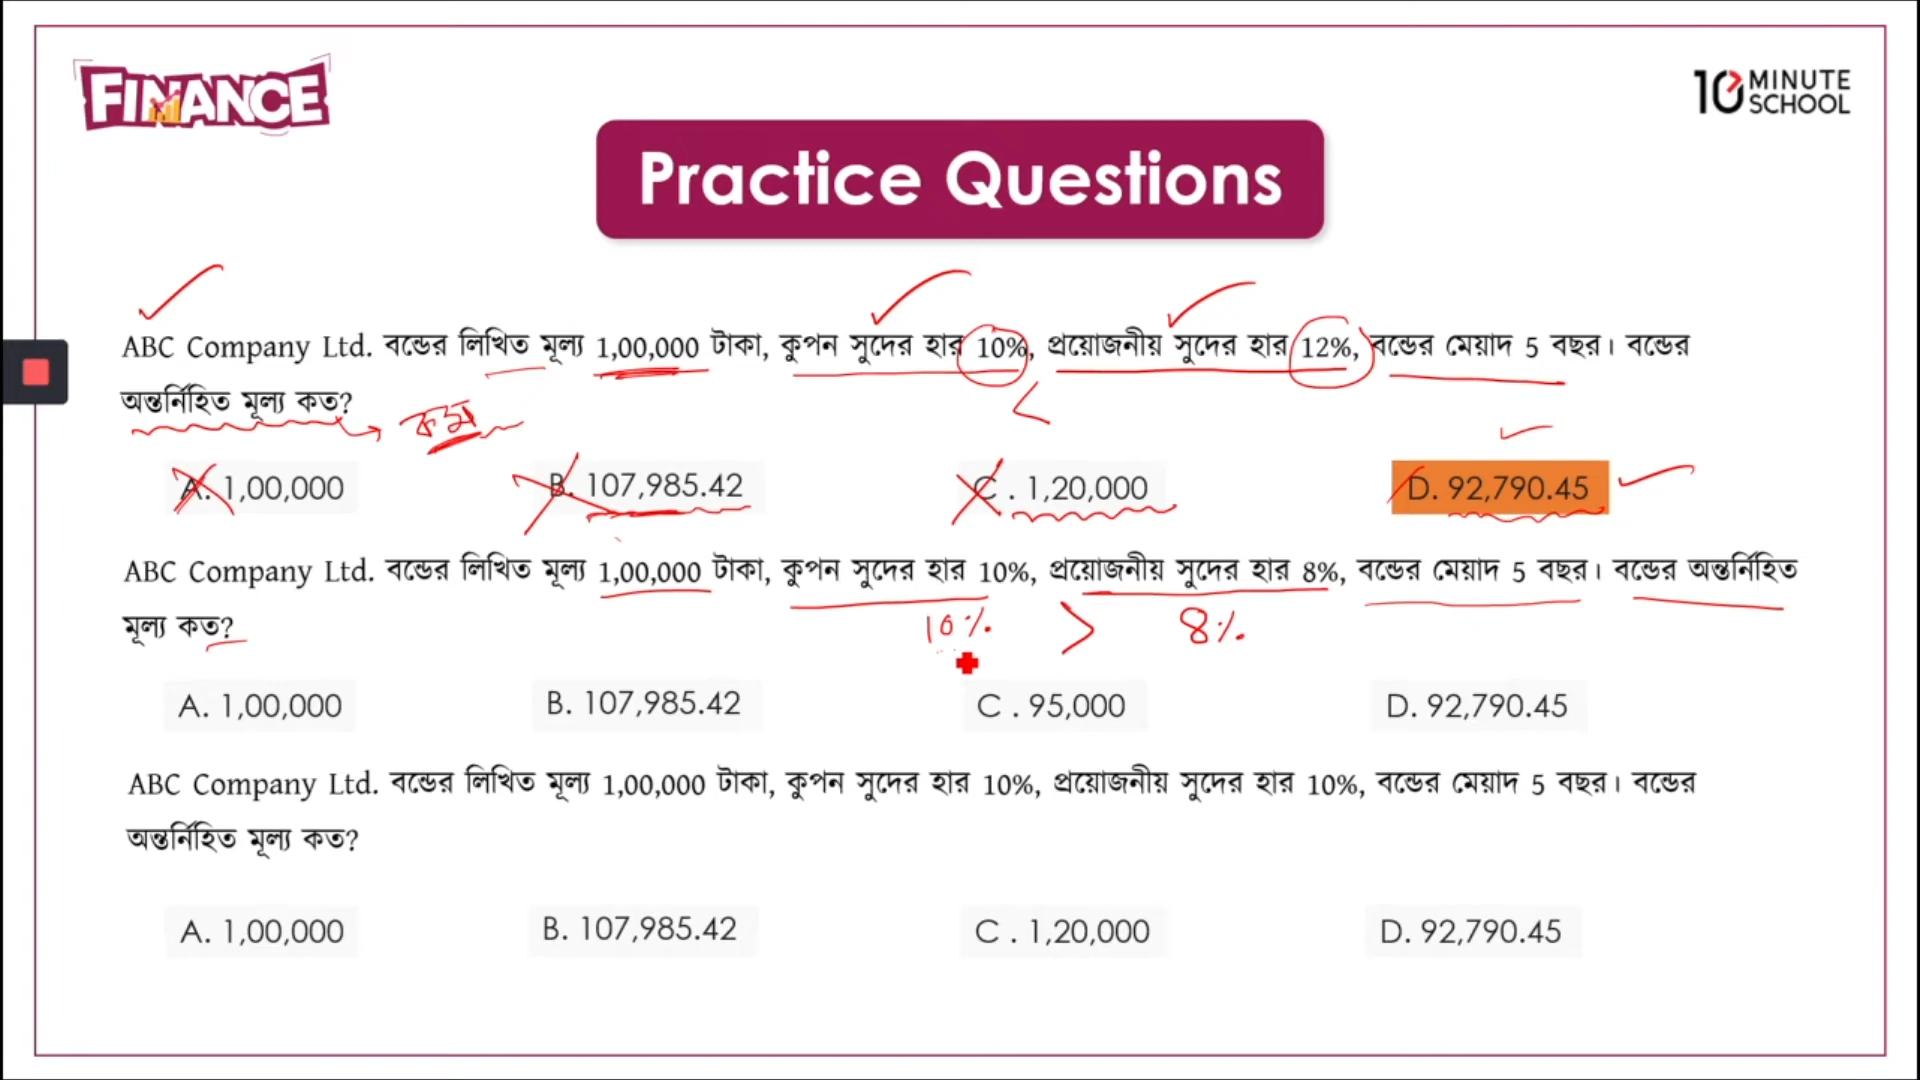 FINANCE
10 MINUTE SCHOOL
Practice Questions
ABC Company Ltd. বন্ডের লিখিত মূল্য 1,00,000 টাকা, কুপন সুদের হার 10%, প্রয়োজনীয় সুদের হার 12%, বন্ডের মেয়াদ 5 বছর। বন্ডের
অন্তর্নিহিত মূল্য কত?
কম
<
A. 1,00,000 B. 107,985.42 C . 1,20,000 D. 92,790.45
ABC Company Ltd. বন্ডের লিখিত মূল্য 1,00,000 টাকা, কুপন সুদের হার 10%, প্রয়োজনীয় সুদের হার 8%, বন্ডের মেয়াদ 5 বছর। বন্ডের অন্তর্নিহিত
মূল্য কত?
10% > 8%
A. 1,00,000 B. 107,985.42 C . 95,000 D. 92,790.45
ABC Company Ltd. বন্ডের লিখিত মূল্য 1,00,000 টাকা, কুপন সুদের হার 10%, প্রয়োজনীয় সুদের হার 10%, বন্ডের মেয়াদ 5 বছর। বন্ডের
অন্তর্নিহিত মূল্য কত?
A. 1,00,000 B. 107,985.42 C . 1,20,000 D. 92,790.45